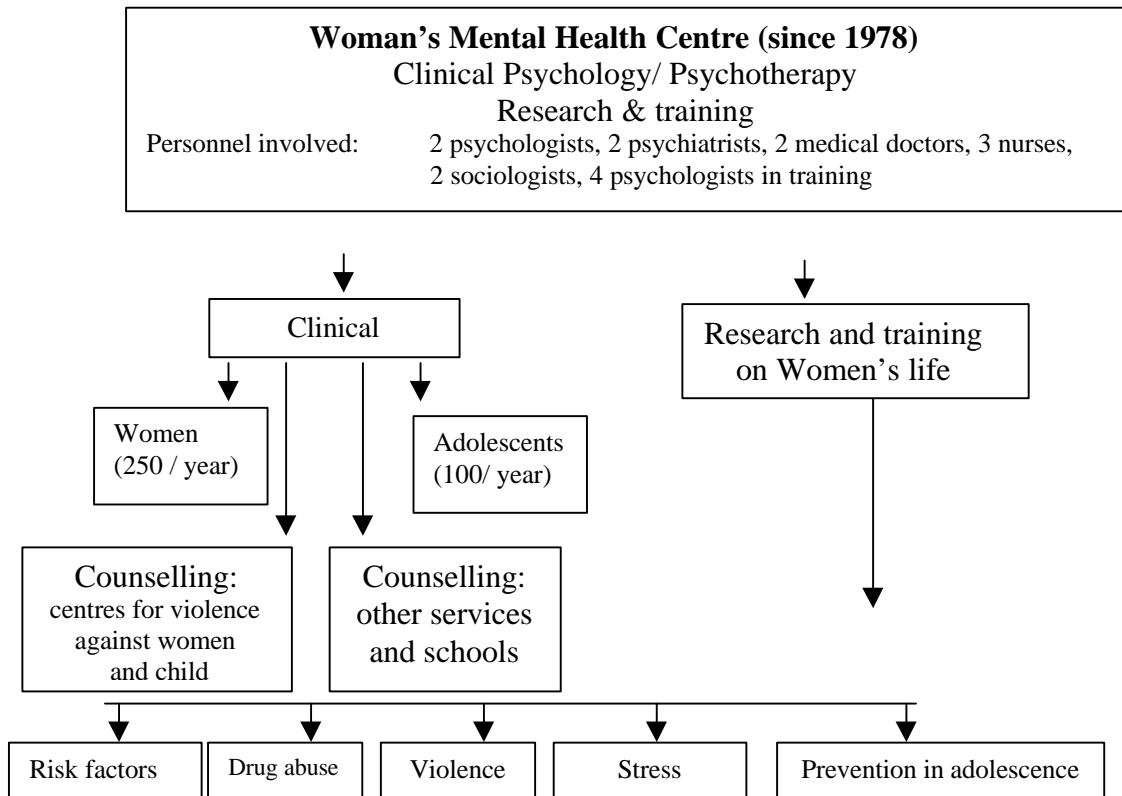 Woman’s Mental Health Centre (since 1978)
Clinical Psychology/ Psychotherapy
Research & training
Personnel involved: 2 psychologists, 2 psychiatrists, 2 medical doctors, 3 nurses,
2 sociologists, 4 psychologists in training
Clinical
Research and training
on Women’s life
Women
(250 / year)
Adolescents
(100/ year)
Counselling:
centres for violence
against women
and child
Counselling:
other services
and schools
Risk factors
Drug abuse
Violence
Stress
Prevention in adolescence